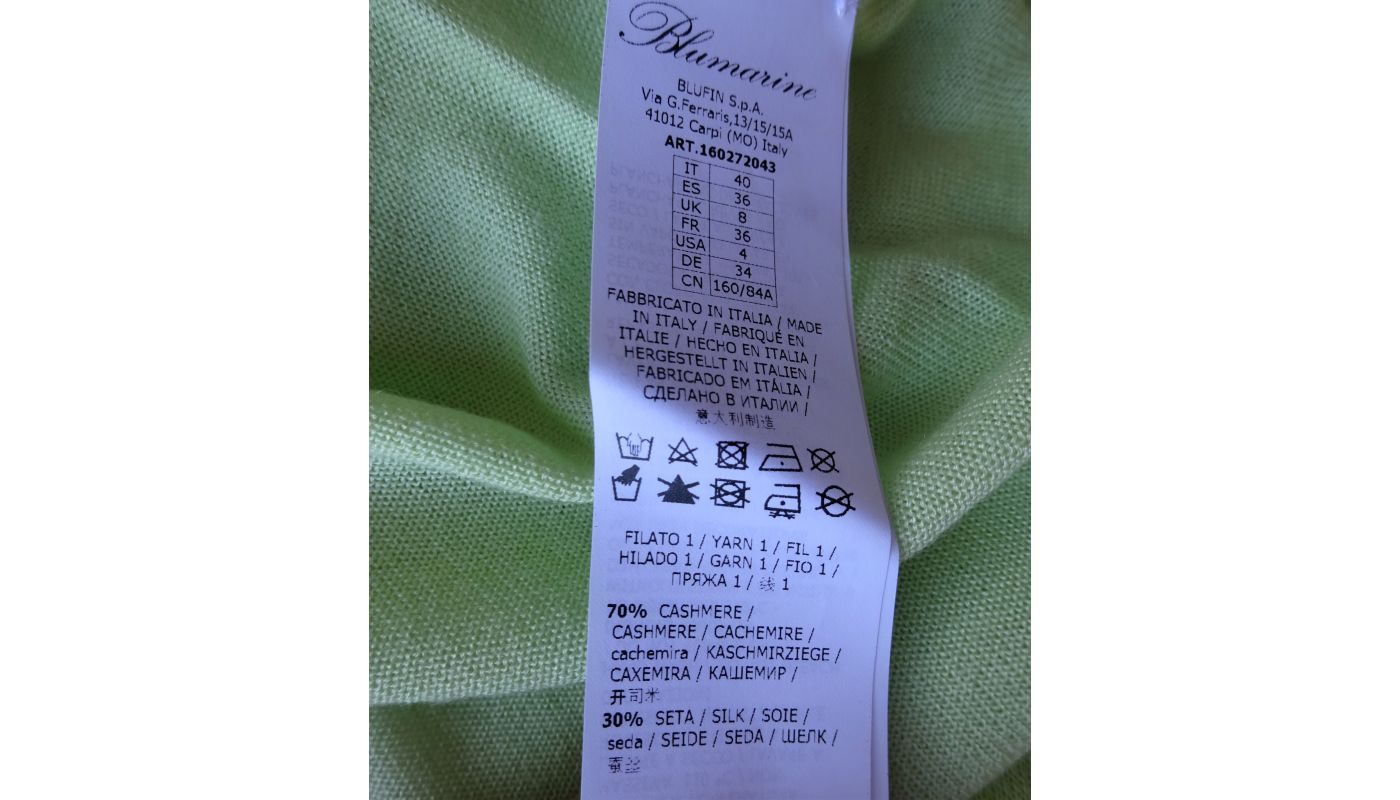 Blumarine
BLUFIN S.p.A.
Via G.Ferraris,13/15/15A
41012 Carpi (MO) Italy
ART.160272043
IT 40
ES 36
UK 8
FR 36
USA 4
DE 34
CN 160/84A
FABBRICATO IN ITALIA / MADE
IN ITALY / FABRIQUÉ EN
ITALIE / HECHO EN ITALIA /
HERGESTELLT IN ITALIEN /
FABRICADO EM ITÁLIA /
СДЕЛАНО В ИТАЛИИ /
意大利制造
FILATO 1 / YARN 1 / FIL 1 /
HILADO 1 / GARN 1 / FIO 1 /
ПРЯЖА 1 / 线 1
70% CASHMERE /
CASHMERE / CACHEMIRE /
cachemira / KASCHMIRZIEGE /
CAXEMIRA / КАШЕМИР /
开司米
30% SETA / SILK / SOIE /
seda / SEIDE / SEDA / ШЕЛК /
蚕丝